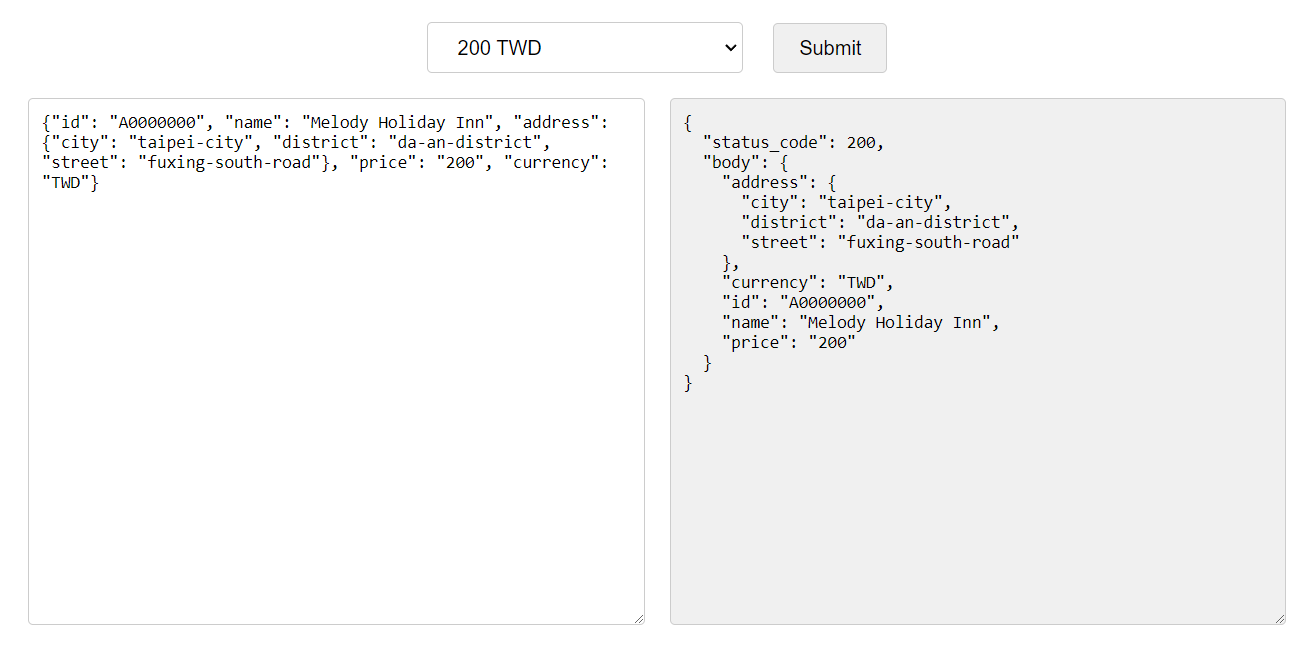 200 TWD
Submit
{"id": "A0000000", "name": "Melody Holiday Inn", "address":
{"city": "taipei-city", "district": "da-an-district",
"street": "fuxing-south-road"}, "price": "200", "currency":
"TWD"}
{
  "status_code": 200,
  "body": {
    "address": {
      "city": "taipei-city",
      "district": "da-an-district",
      "street": "fuxing-south-road"
    },
    "currency": "TWD",
    "id": "A0000000",
    "name": "Melody Holiday Inn",
    "price": "200"
  }
}